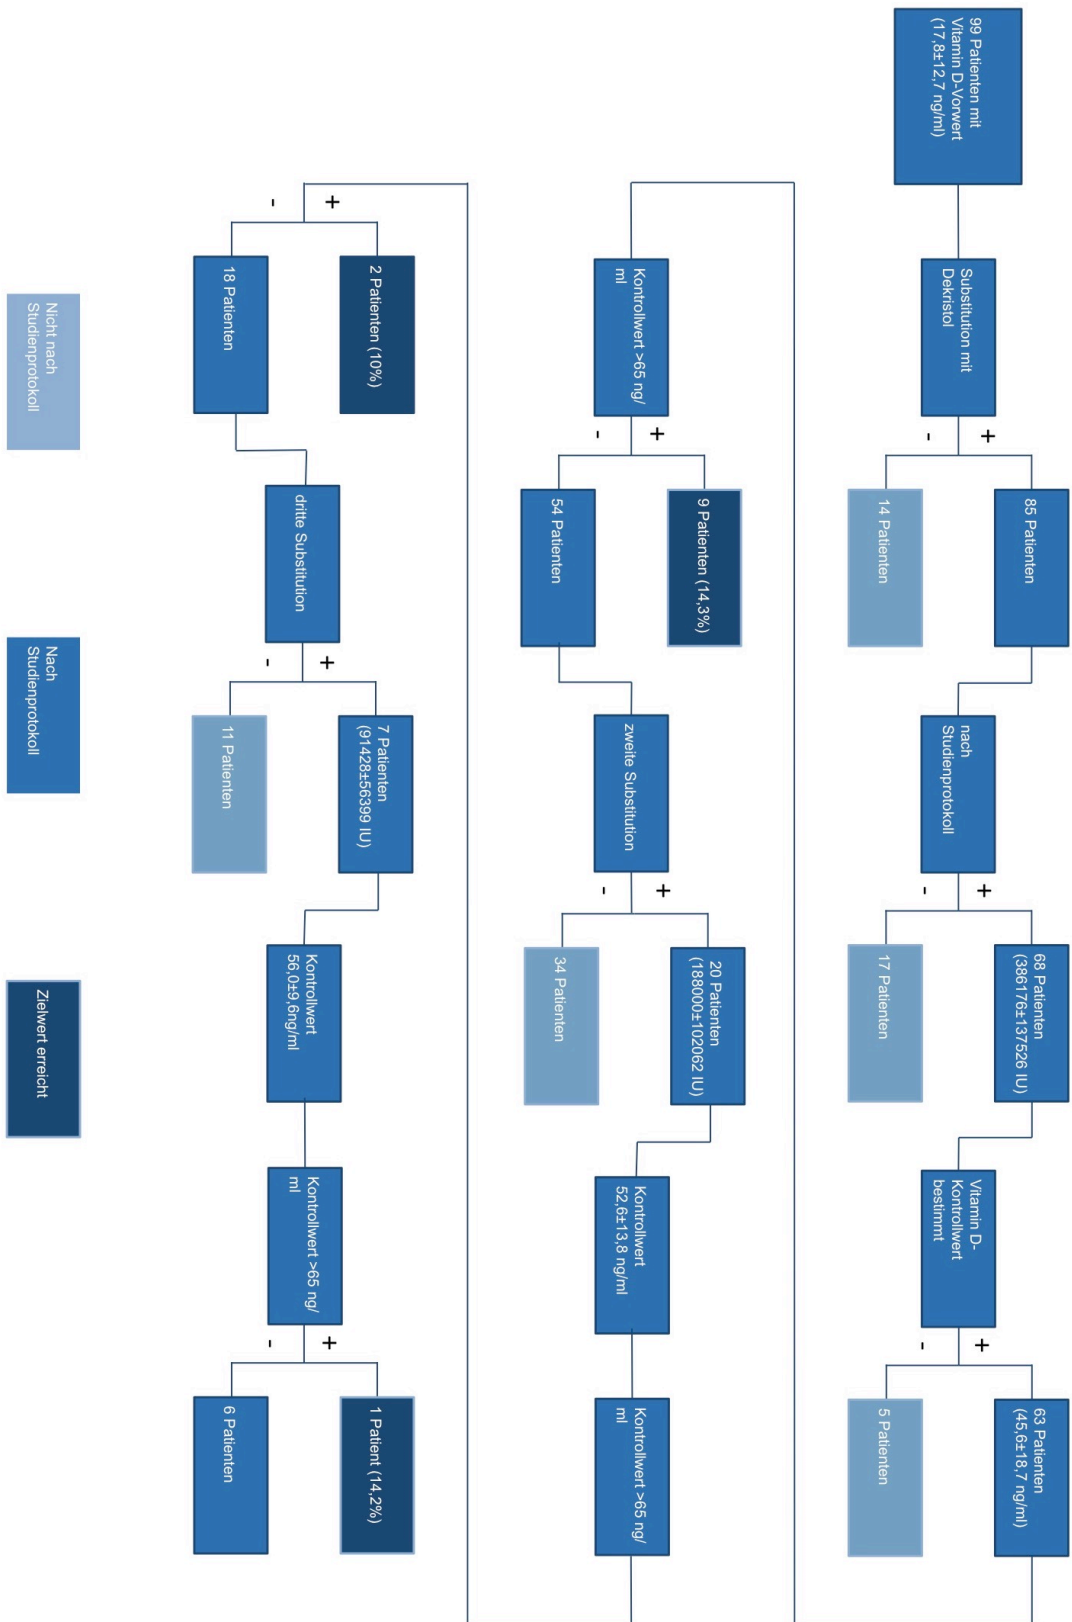 99 Patienten mit
Vitamin D-Vorwert
(17,8±12,7 ng/ml)
Substitution mit
Dekristol
+
-
85 Patienten
14 Patienten
nach
Studienprotokoll
+
-
68 Patienten
(386176±137526 IU)
17 Patienten
Vitamin D-
Kontrollwert
bestimmt
+
-
63 Patienten
(45,6±18,7 ng/ml)
5 Patienten
Kontrollwert >65 ng/
ml
+
-
9 Patienten (14,3%)
54 Patienten
zweite Substitution
+
-
20 Patienten
(188000±102062 IU)
34 Patienten
Kontrollwert
52,6±13,8 ng/ml
Kontrollwert >65 ng/
ml
+
-
2 Patienten (10%)
18 Patienten
dritte Substitution
+
-
7 Patienten
(91428±56399 IU)
11 Patienten
Kontrollwert
56,0±9,6ng/ml
Kontrollwert >65 ng/
ml
+
-
1 Patient (14,2%)
6 Patienten
Nicht nach
Studienprotokoll
Nach
Studienprotokoll
Zielwert erreicht